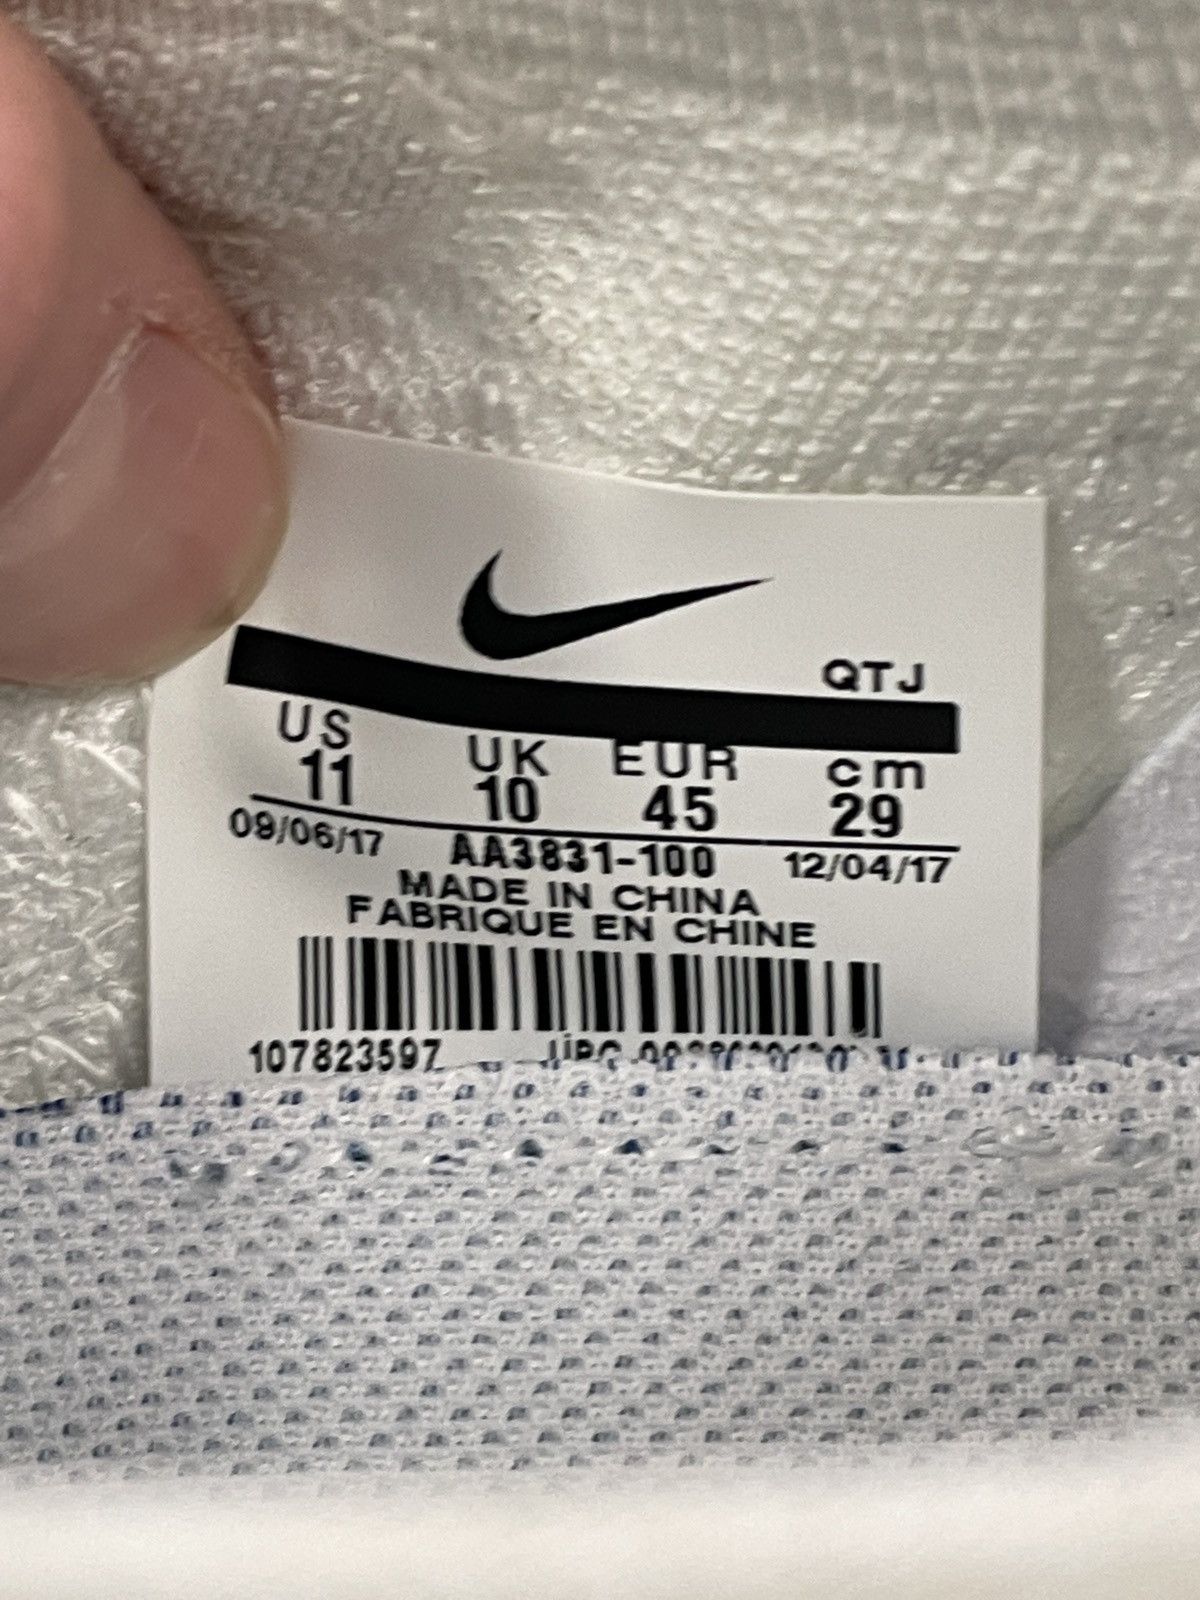 QTJ
US UK EUR cm
11 10 45 29
09/06/17 AA3831-100 12/04/17
MADE IN CHINA
FABRIQUE EN CHINE
107823597